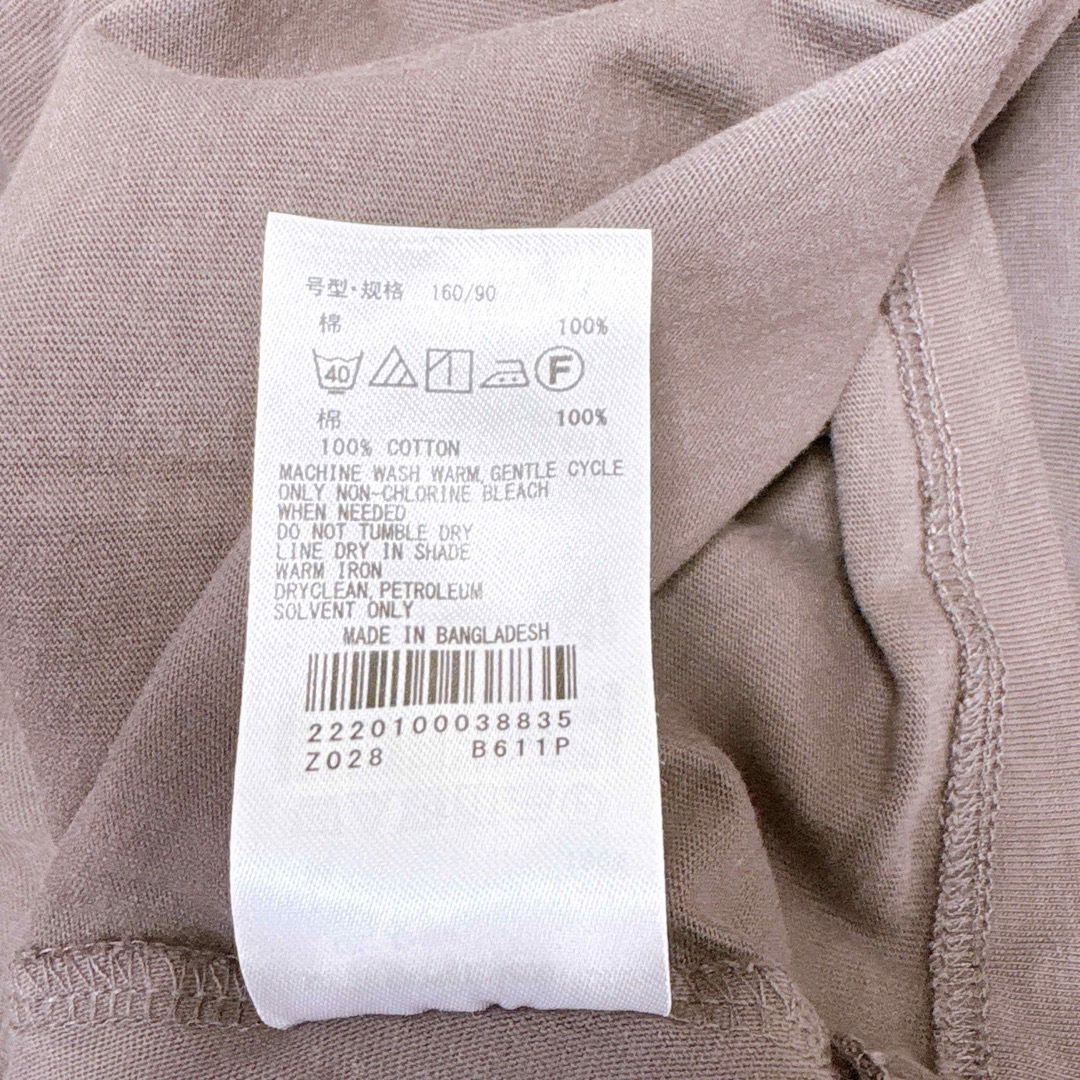 号型·规格 160/90
棉 100%
40 F
棉 100%
100% COTTON
MACHINE WASH WARM, GENTLE CYCLE
ONLY NON-CHLORINE BLEACH
WHEN NEEDED
DO NOT TUMBLE DRY
LINE DRY IN SHADE
WARM IRON
DRYCLEAN, PETROLEUM
SOLVENT ONLY
MADE IN BANGLADESH
2220100038835
Z028 B611P